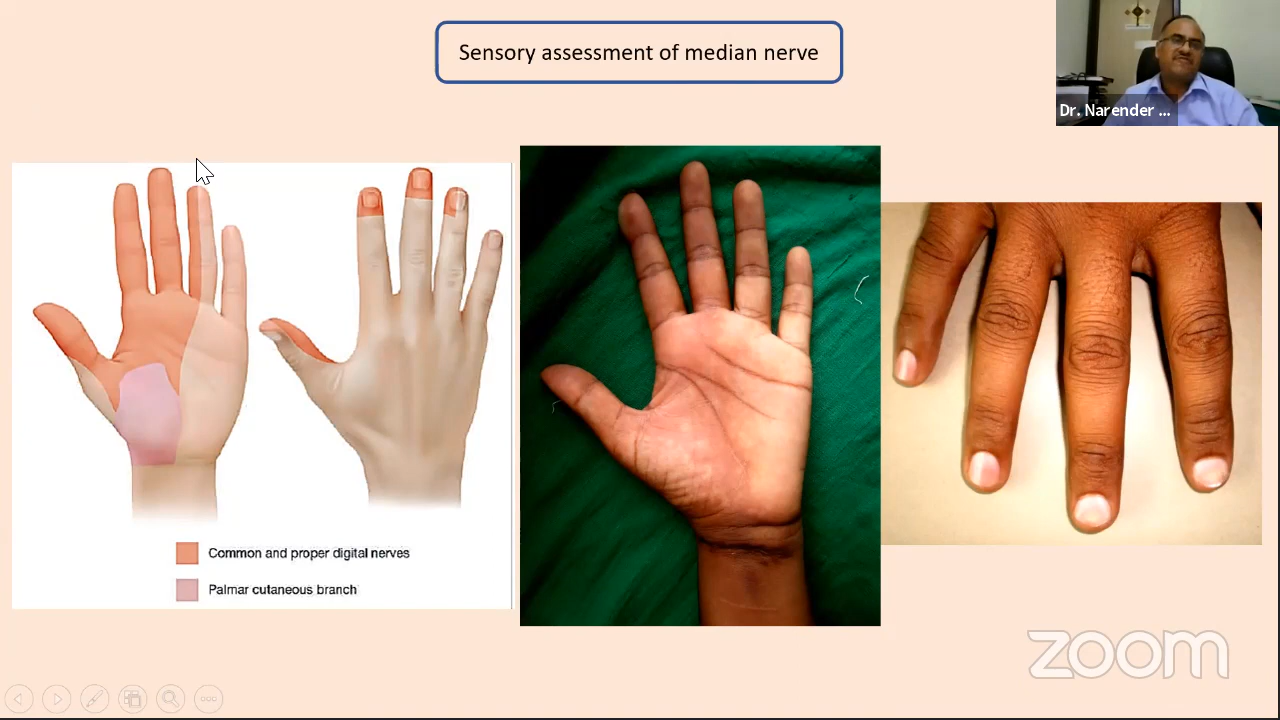 Sensory assessment of median nerve
Dr. Narender ...
Common and proper digital nerves
Palmar cutaneous branch
zoom